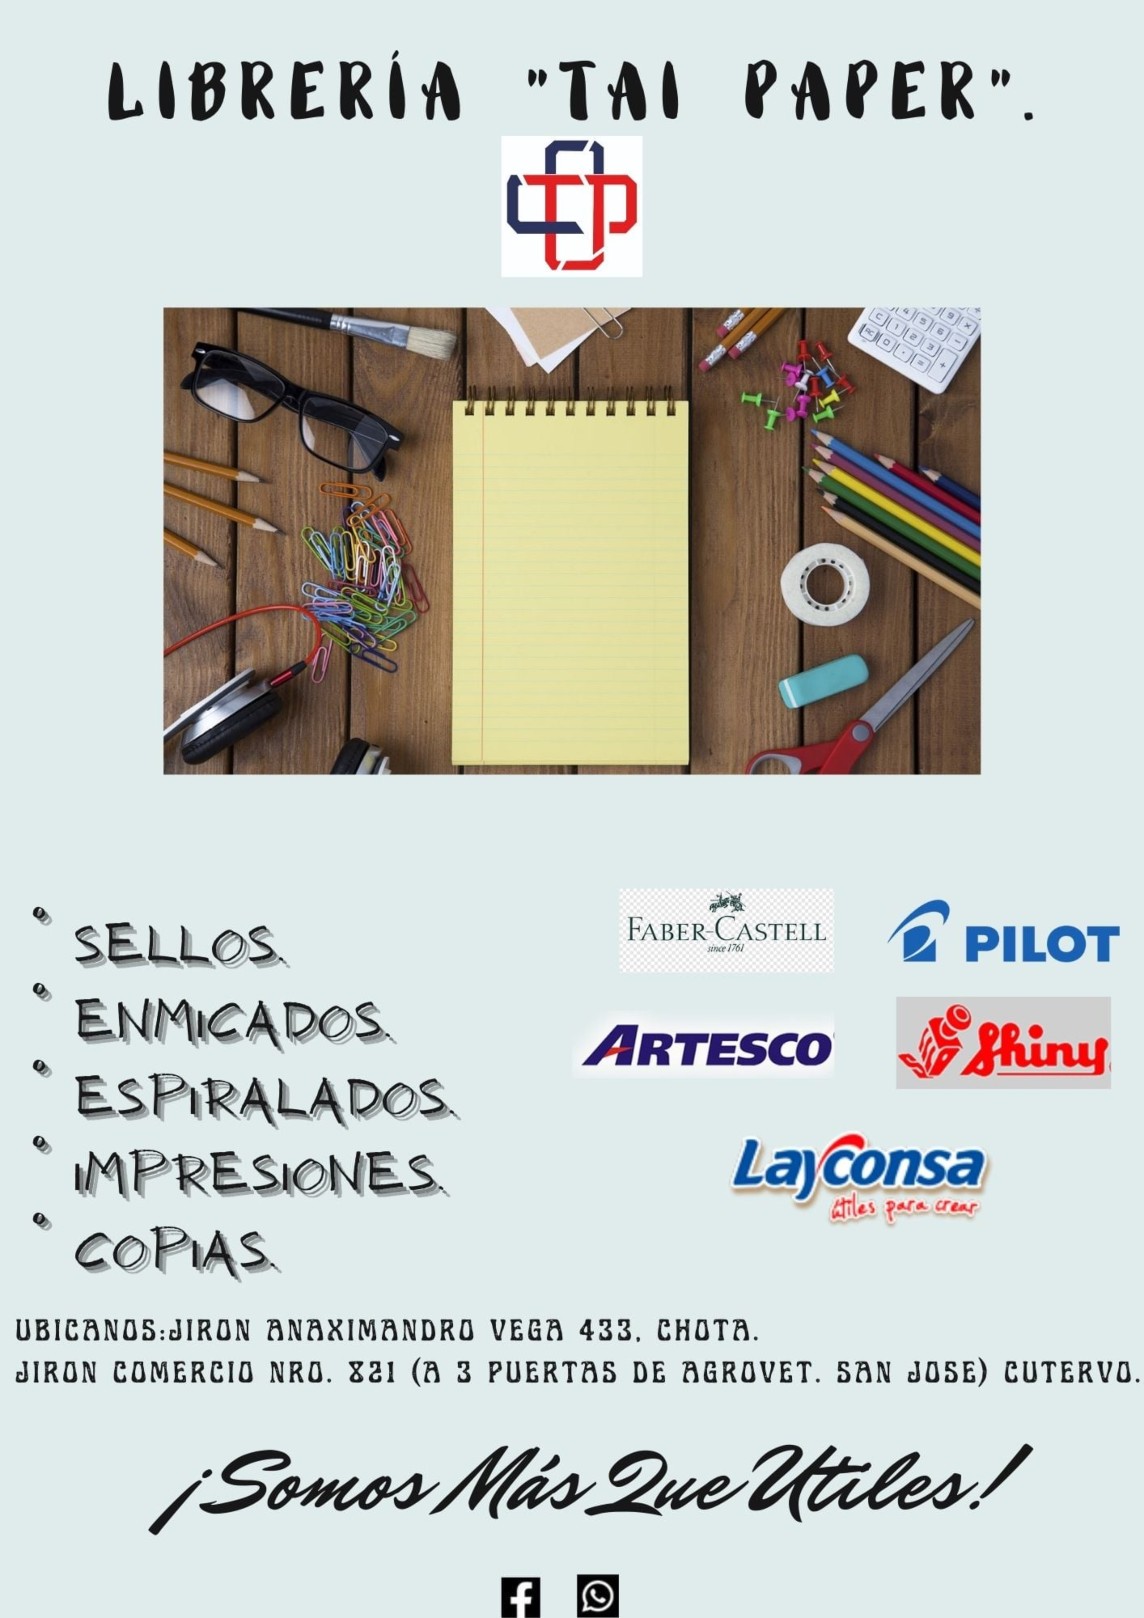 LIBRERÍA "TAI PAPER".
• SELLOS.
• ENMICADOS.
• ESPIRALADOS.
• IMPRESIONES.
• COPIAS.
FABER-CASTELL
since 1761
PILOT
ARTESCO
Shiny
Layconsa
útiles para crear
UBICANOS:JIRON ANAXIMANDRO VEGA 433, CHOTA.
JIRON COMERCIO NRO. 821 (A 3 PUERTAS DE AGROVET. SAN JOSE) CUTERVO.
¡Somos Más Que Utiles!